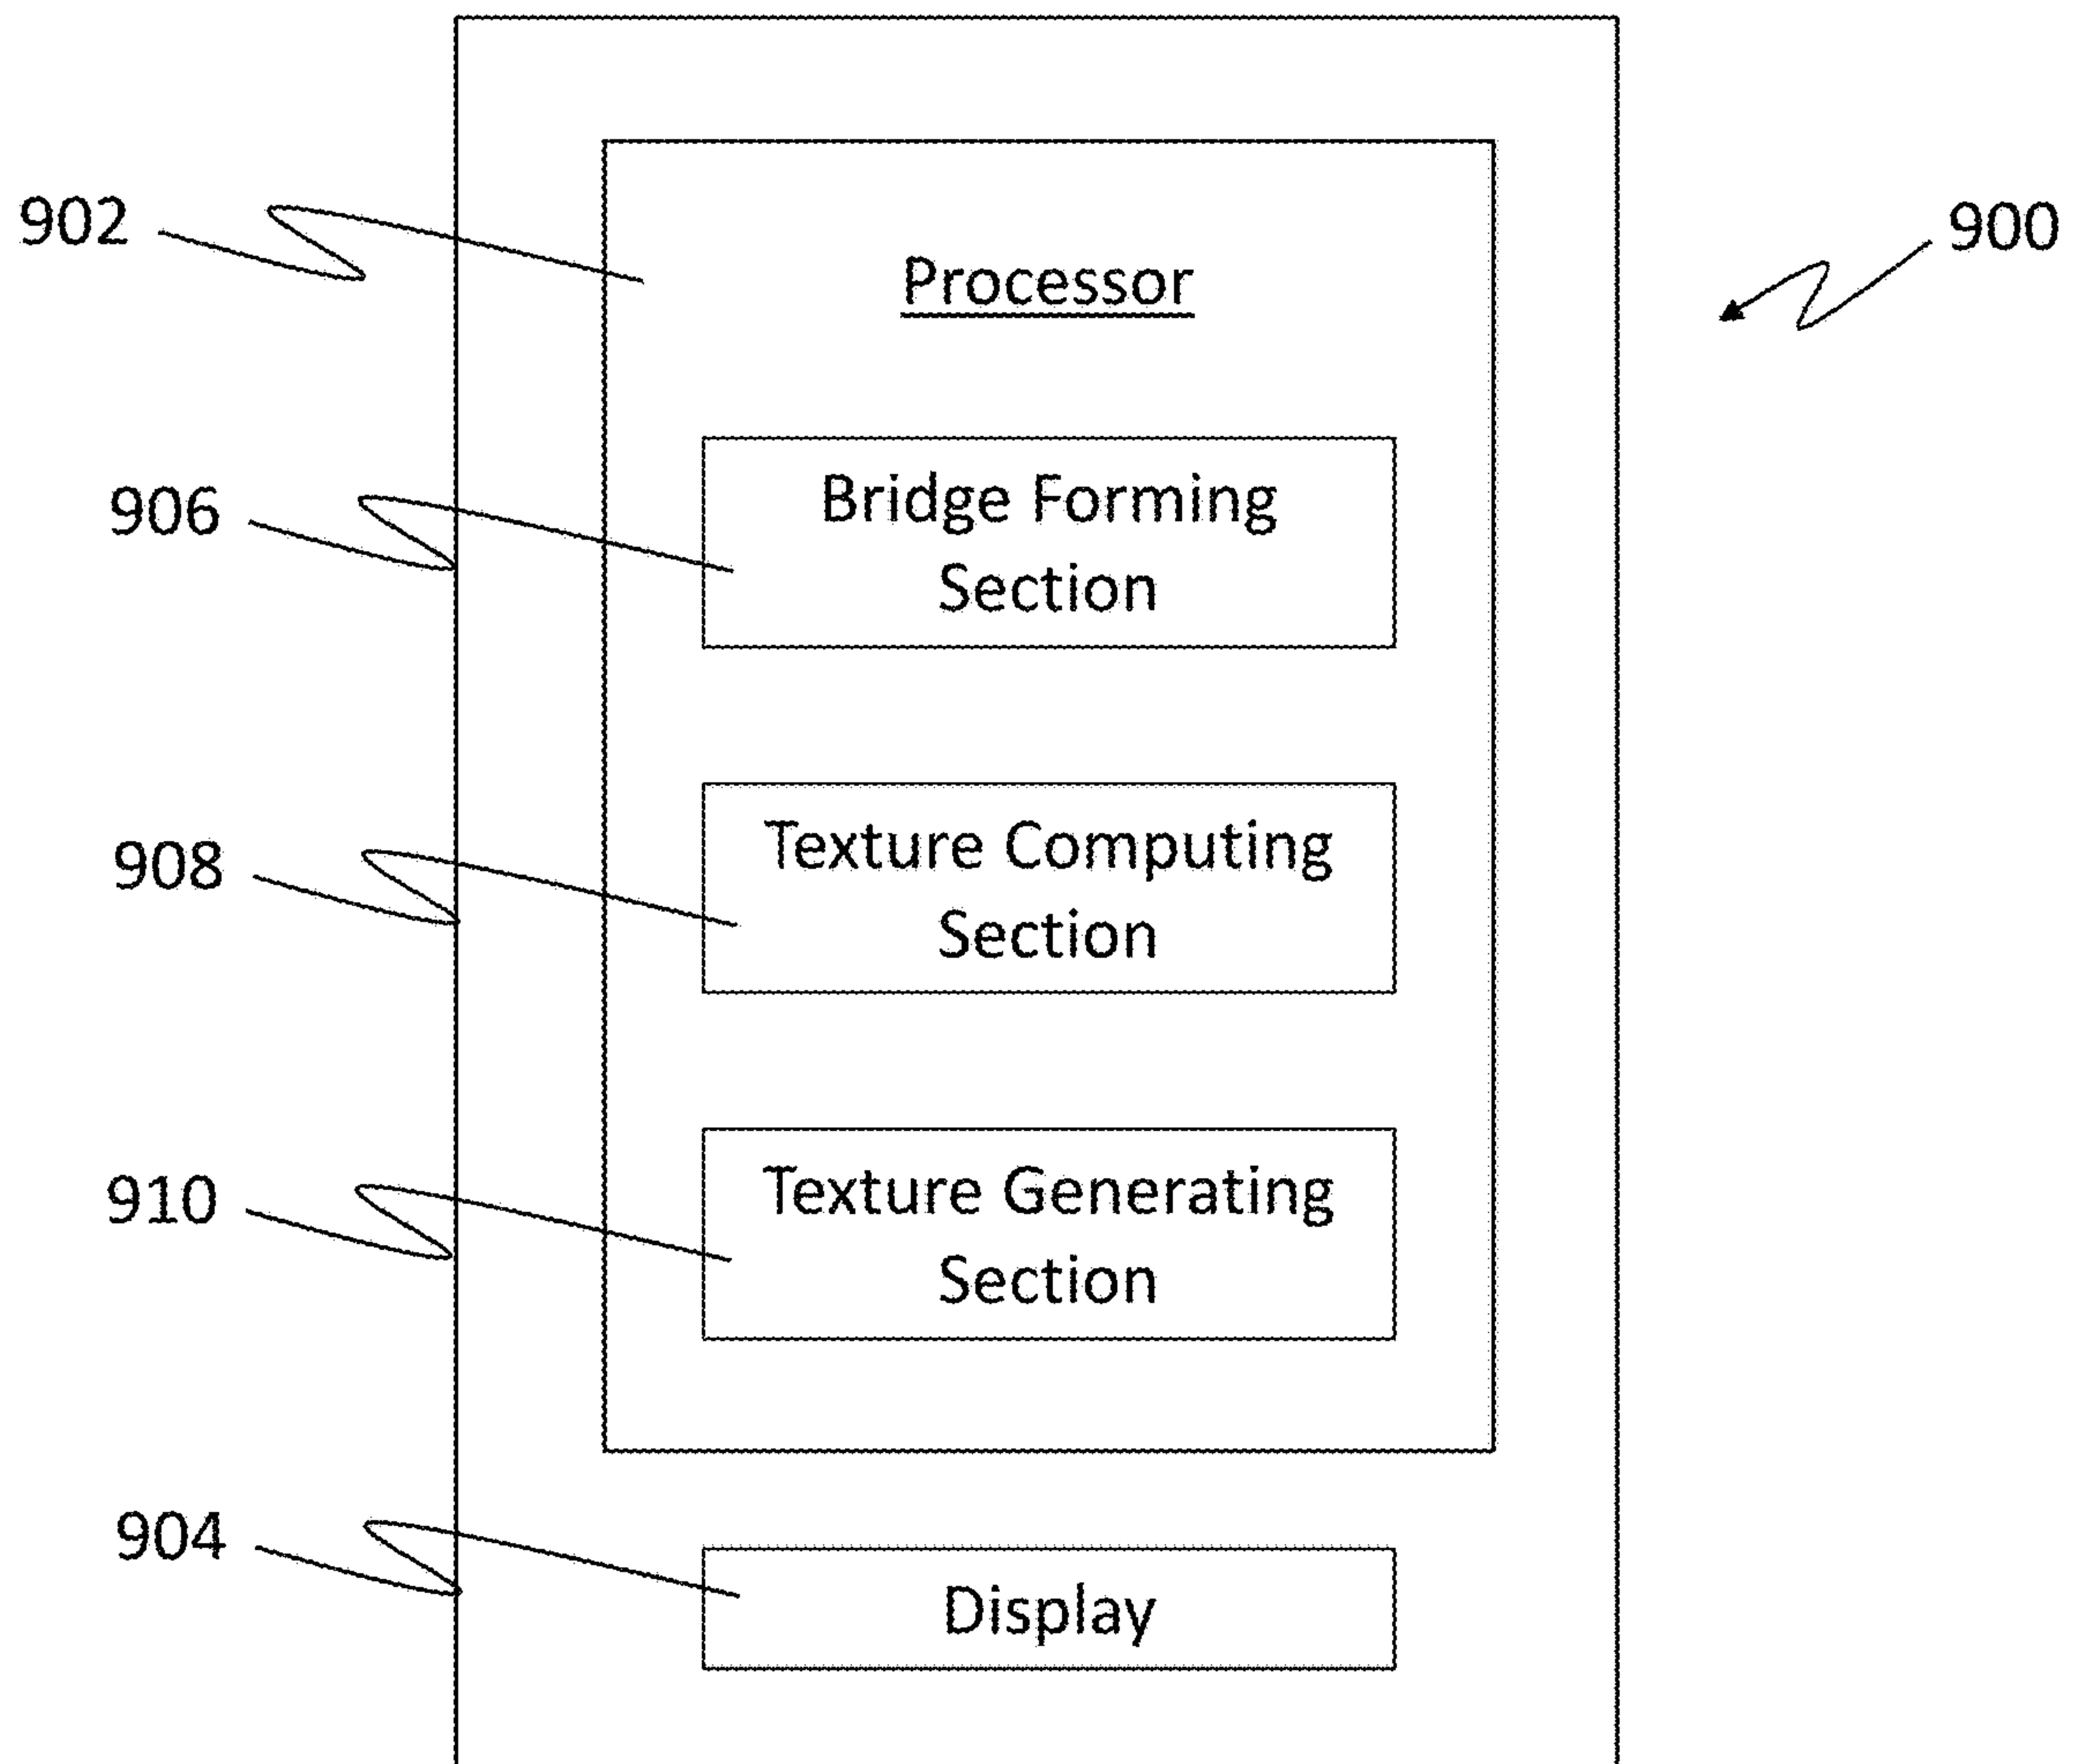 902
900
Processor
906
Bridge Forming
Section
908
Texture Computing
Section
910
Texture Generating
Section
904
Display